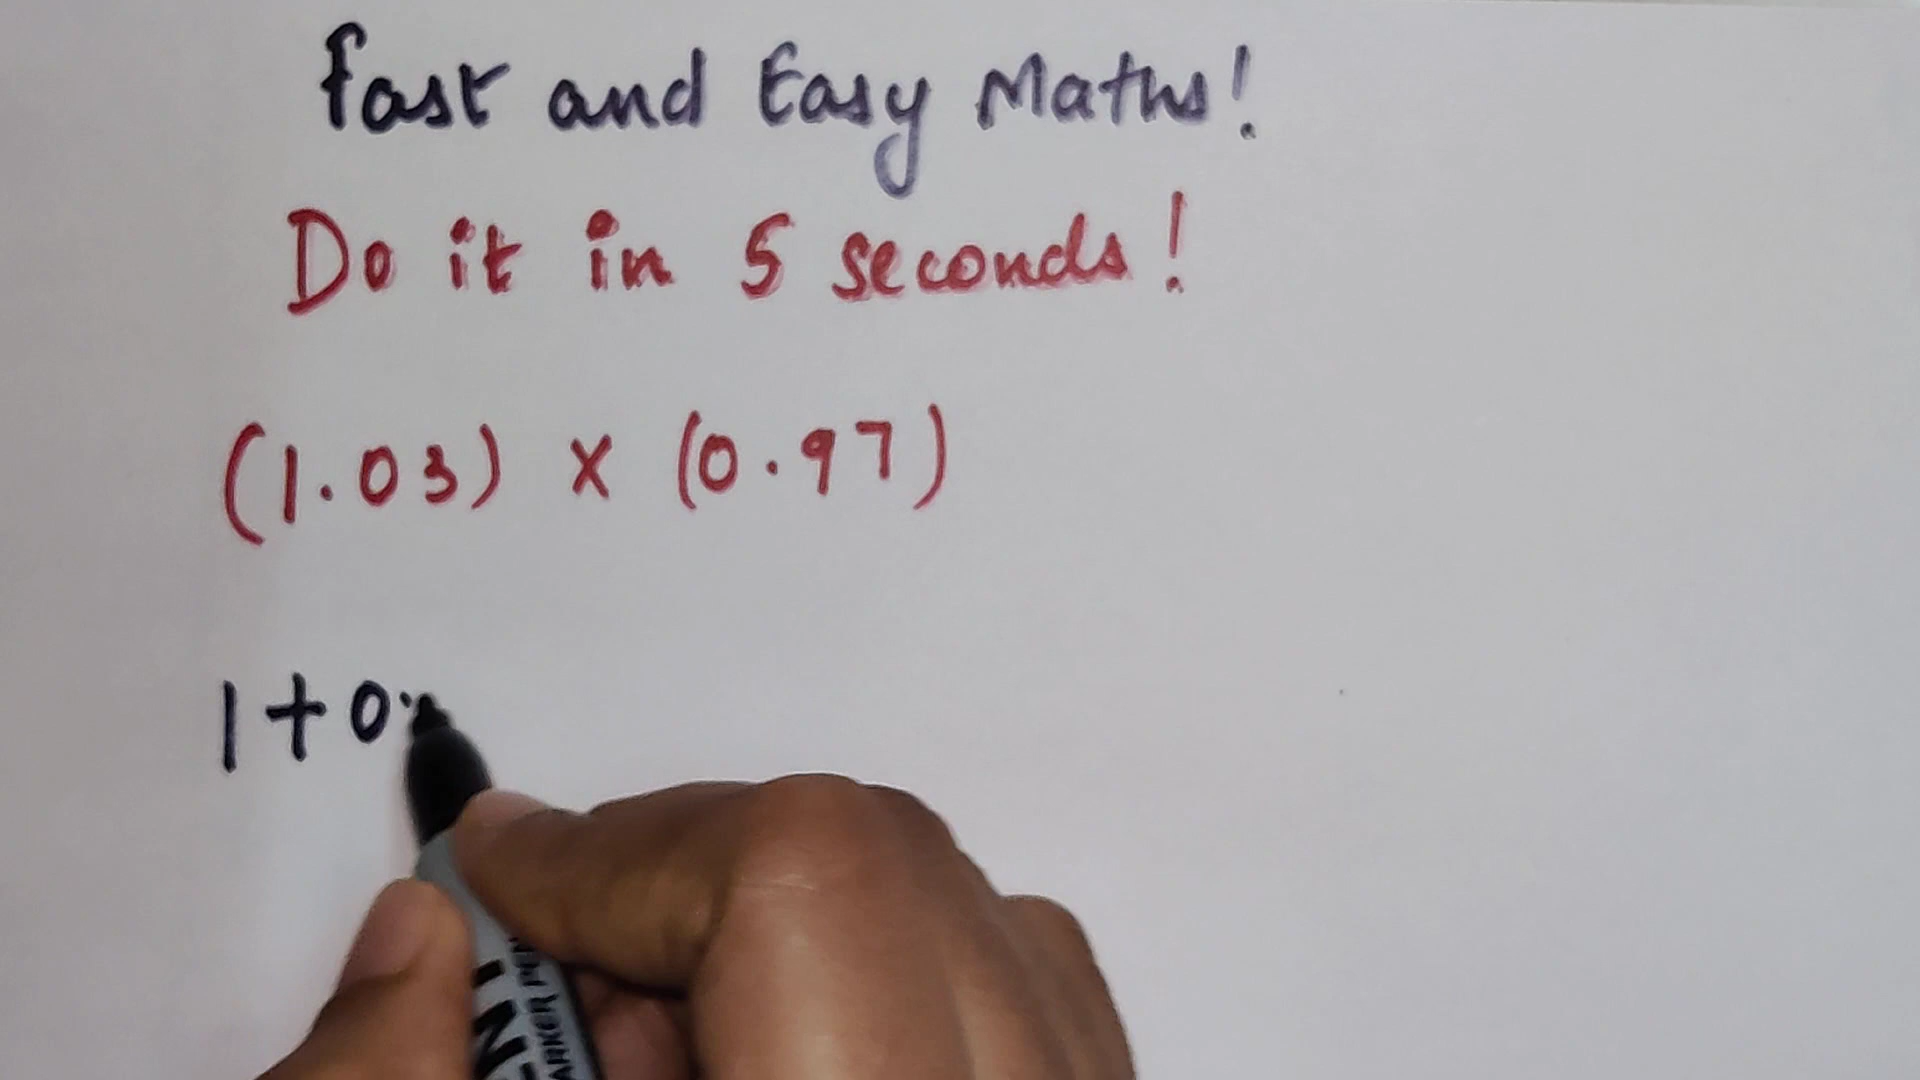 Fast and Easy Maths!
Do it in 5 seconds!
(1.03) x (0.97)
1+0.